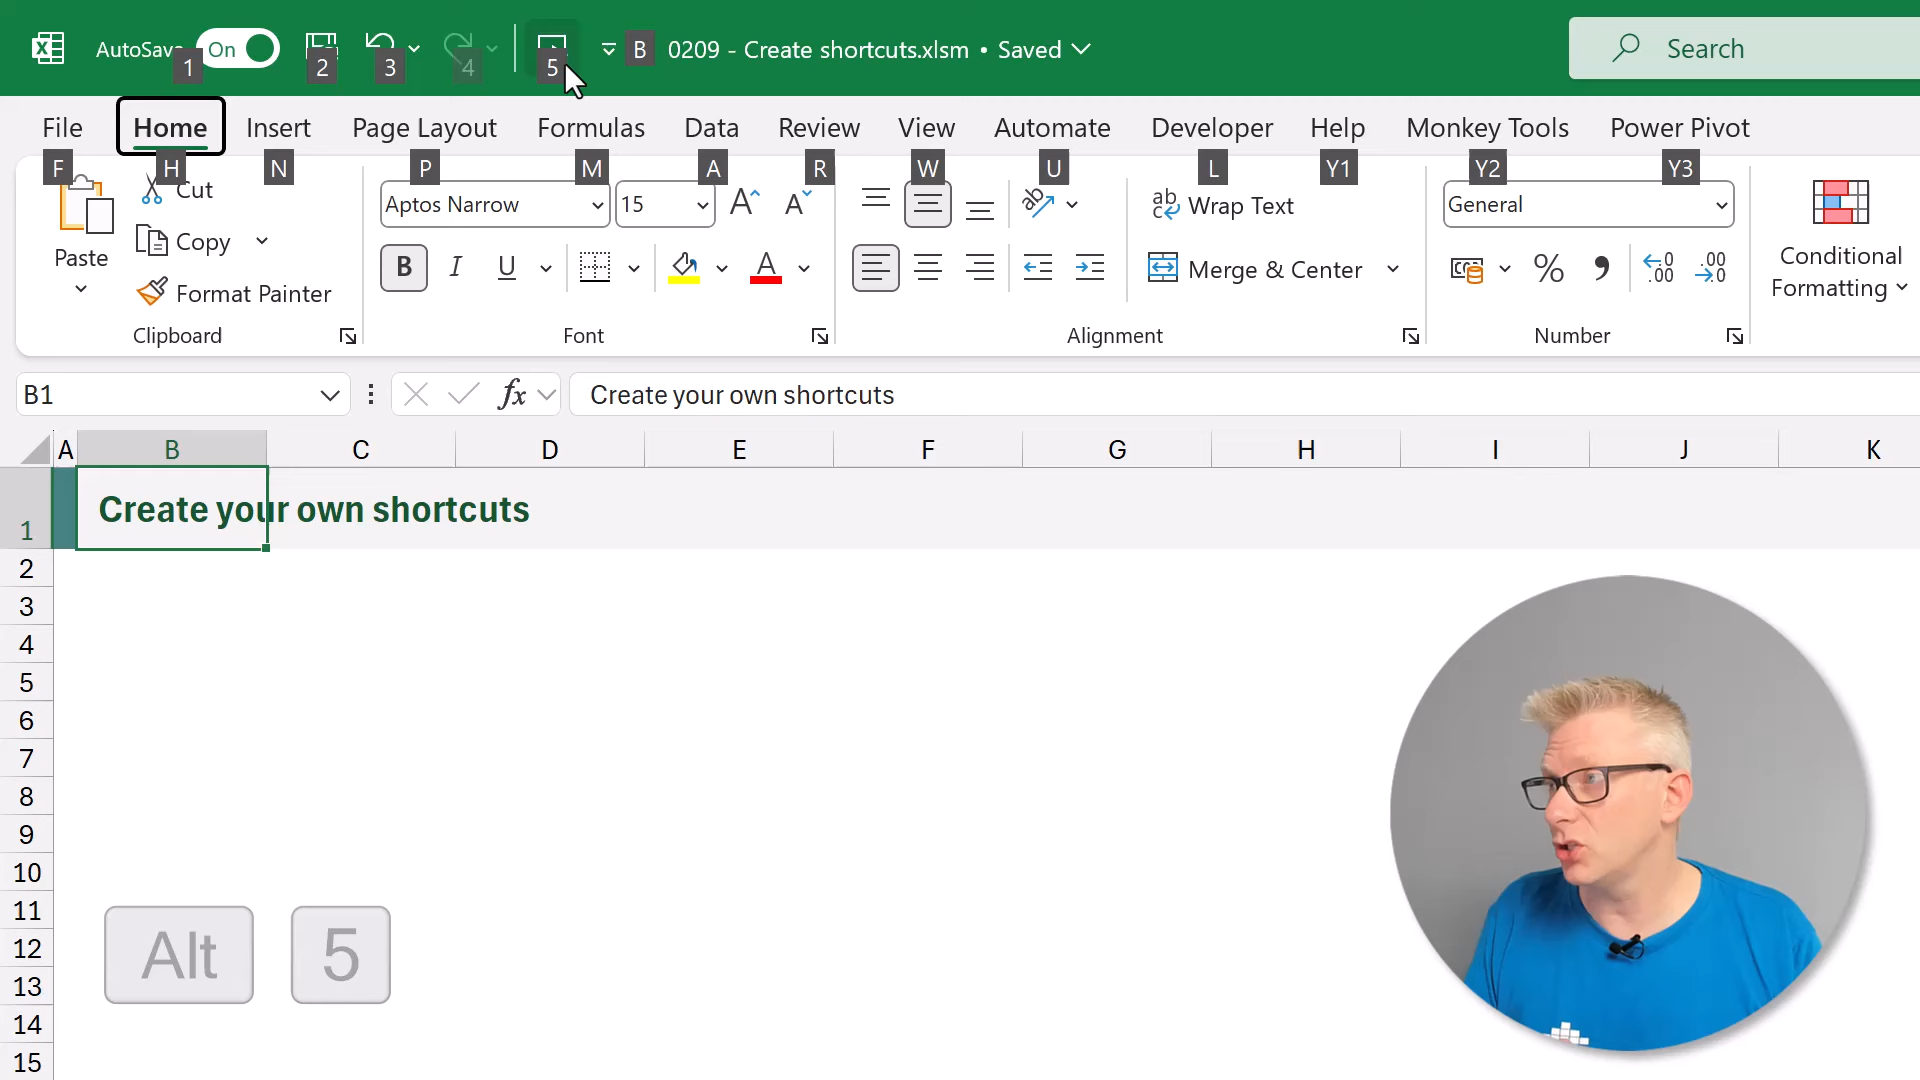 AutoSave On 0209 - Create shortcuts.xlsm • Saved Search
1 2 3 4 5 B
File Home Insert Page Layout Formulas Data Review View Automate Developer Help Monkey Tools Power Pivot
F H N P M A R W U L Y1 Y2 Y3
Paste
Cut
Copy
Format Painter
Clipboard
Aptos Narrow 15
B I U
Font
Wrap Text
Merge & Center
Alignment
General
Number
Conditional
Formatting
B1 fx Create your own shortcuts
A B C D E F G H I J K
1 Create your own shortcuts
2
3
4
5
6
7
8
9
10
11
12
13
14
15
Alt 5